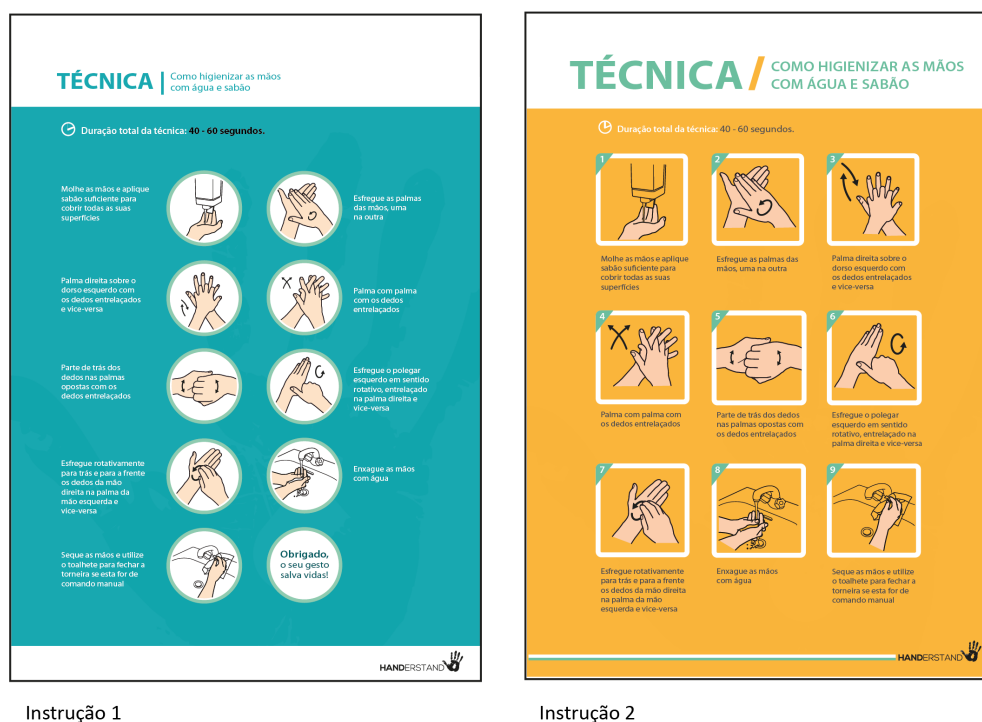 TÉCNICA
Como higienizar as mãos
com água e sabão
Duração total da técnica: 40 - 60 segundos.
Molhe as mãos e aplique
sabão suficiente para
cobrir todas as suas
superfícies
Esfregue as palmas
das mãos, uma
na outra
Palma direita sobre o
dorso esquerdo com
os dedos entrelaçados
e vice-versa
Palma com palma
com os dedos
entrelaçados
Parte de trás dos
dedos nas palmas
opostas com os
dedos entrelaçados
Esfregue o polegar
esquerdo em sentido
rotativo, entrelaçado
na palma direita e
vice-versa
Esfregue rotativamente
para trás e para a frente
os dedos da mão
direita na palma da
mão esquerda e
vice-versa
Enxague as mãos
com água
Seque as mãos e utilize
o toalhete para fechar a
torneira se esta for de
comando manual
Obrigado,
o seu gesto
salva vidas!
HANDERSTAND
Instrução 1
TÉCNICA
COMO HIGIENIZAR AS MÃOS
COM ÁGUA E SABÃO
Duração total da técnica: 40 - 60 segundos.
1
Molhe as mãos e aplique
sabão suficiente para
cobrir todas as suas
superfícies
2
Esfregue as palmas das
mãos, uma na outra
3
Palma direita sobre o
dorso esquerdo com
os dedos entrelaçados
e vice-versa
4
Palma com palma com
os dedos entrelaçados
5
Parte de trás dos dedos
nas palmas opostas com
os dedos entrelaçados
6
Esfregue o polegar
esquerdo em sentido
rotativo, entrelaçado na
palma direita e vice-versa
7
Esfregue rotativamente
para trás e para a frente
os dedos da mão direita
na palma da mão
esquerda e vice-versa
8
Enxague as mãos
com água
9
Seque as mãos e utilize
o toalhete para fechar a
torneira se esta for de
comando manual
HANDERSTAND
Instrução 2